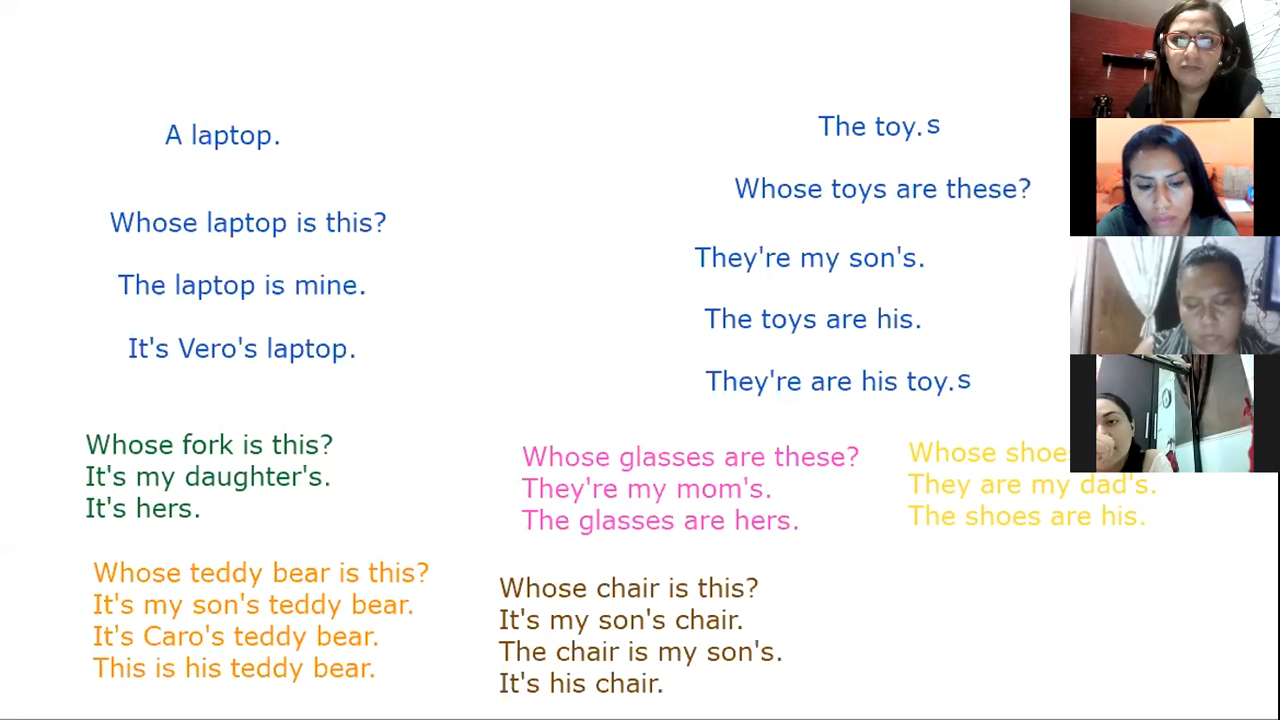 A laptop.
Whose laptop is this?
The laptop is mine.
It's Vero's laptop.
The toy.s
Whose toys are these?
They're my son's.
The toys are his.
They're are his toy.s
Whose fork is this?
It's my daughter's.
It's hers.
Whose glasses are these?
They're my mom's.
The glasses are hers.
Whose
They are my dad's.
The shoes are his.
Whose teddy bear is this?
It's my son's teddy bear.
It's Caro's teddy bear.
This is his teddy bear.
Whose chair is this?
It's my son's chair.
The chair is my son's.
It's his chair.